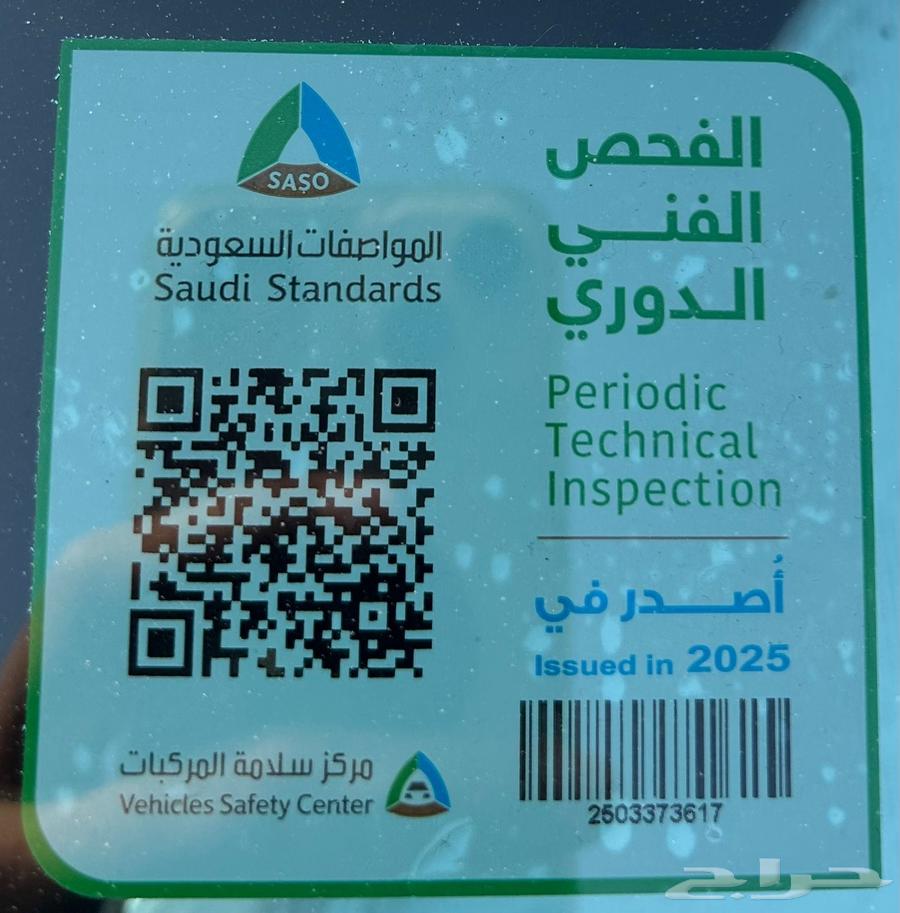 SASO
المواصفات السعودية
Saudi Standards
الفحص
الفني
الدوري
Periodic
Technical
Inspection
أُصدر في
Issued in 2025
2503373617
مركز سلامة المركبات
Vehicles Safety Center
حراج